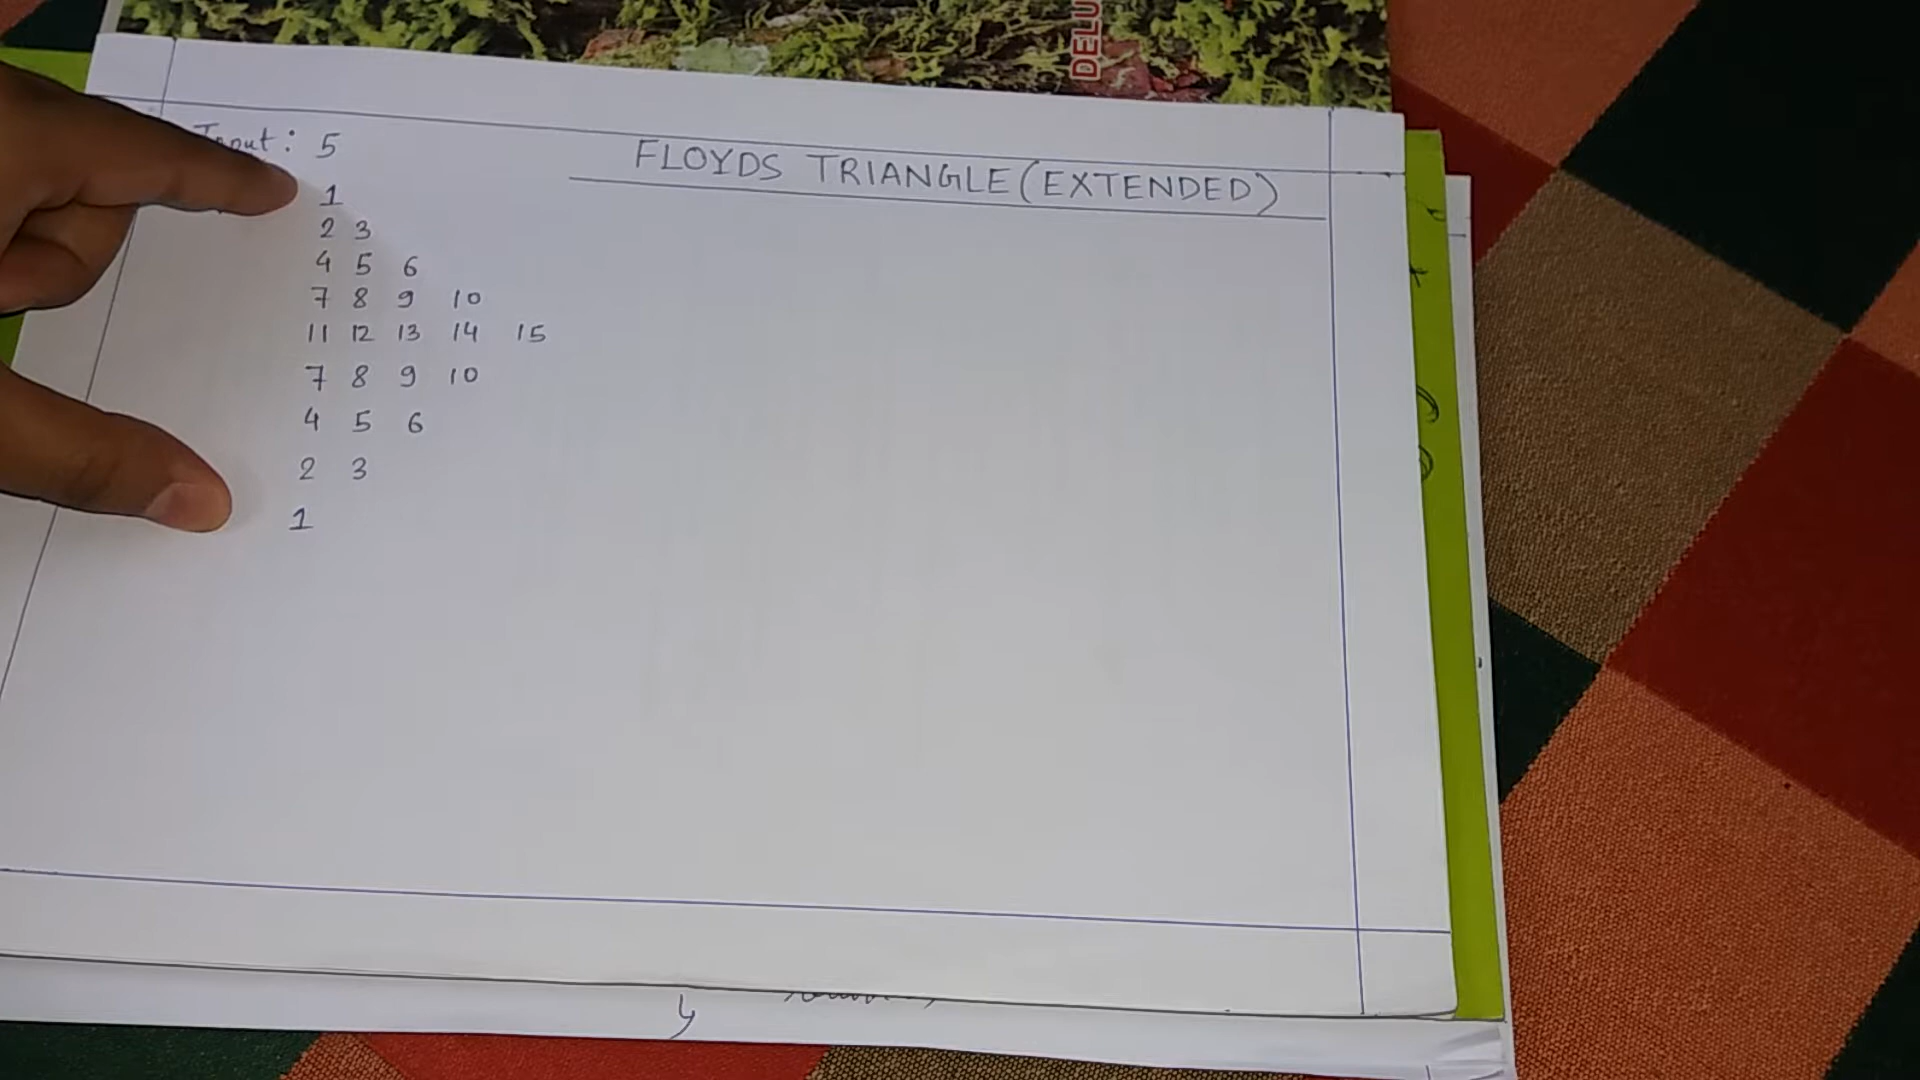 Input: 5
FLOYDS TRIANGLE (EXTENDED)
1
2 3
4 5 6
7 8 9 10
11 12 13 14 15
7 8 9 10
4 5 6
2 3
1
DELU